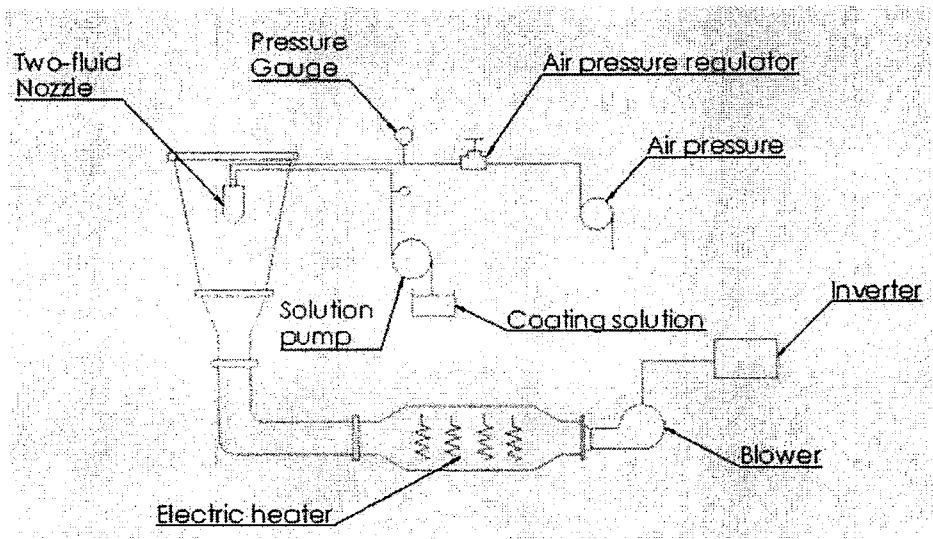 Pressure
Gauge
Two-fluid
Nozzle
Air pressure regulator
Air pressure
Inverter
Solution
pump
Coating solution
Blower
Electric heater